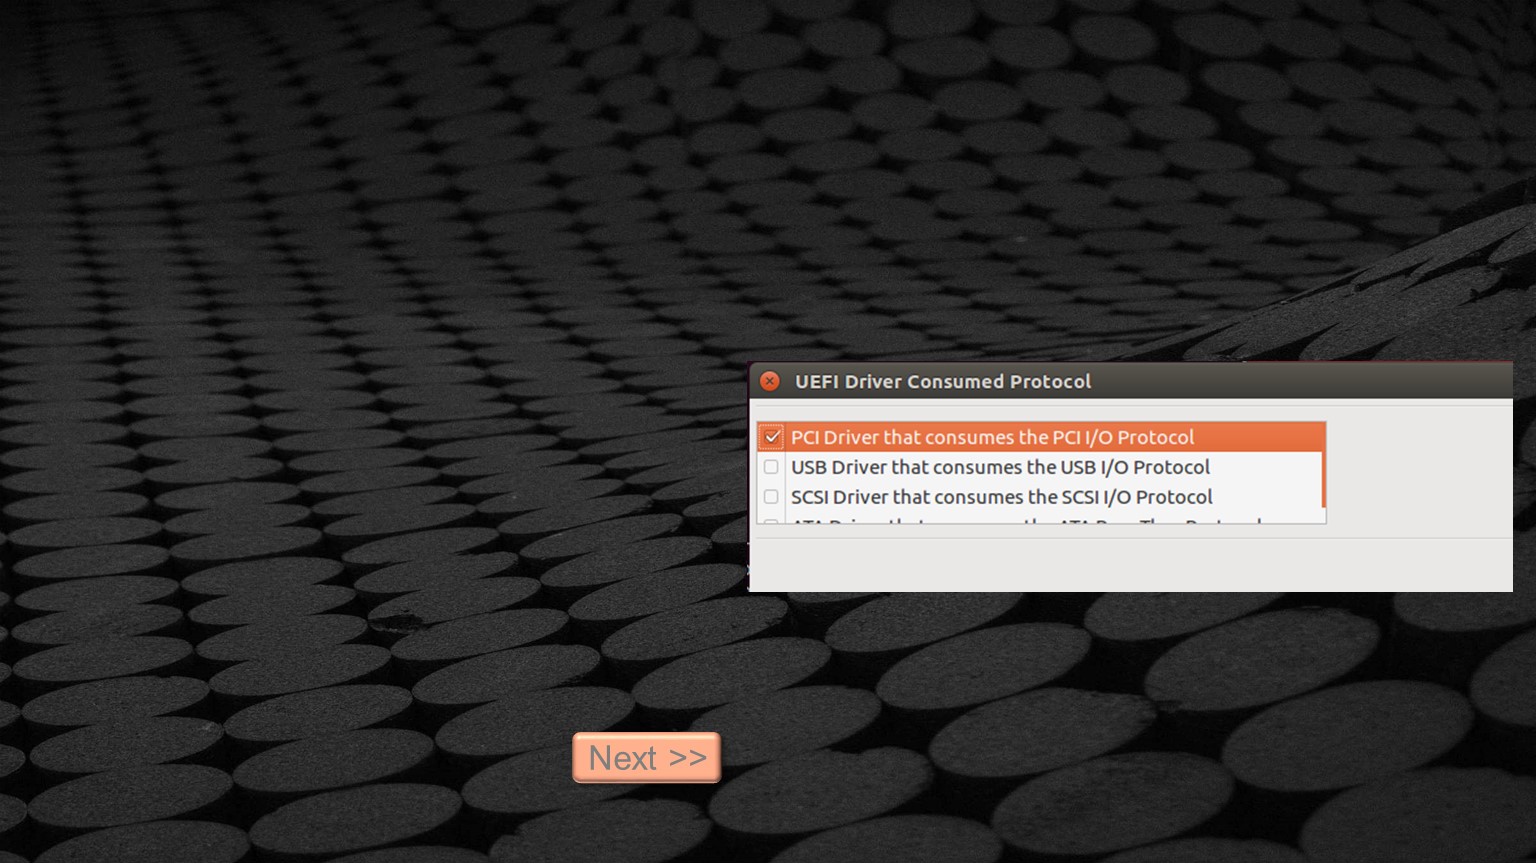 UEFI Driver Consumed Protocol
PCI Driver that consumes the PCI I/O Protocol
USB Driver that consumes the USB I/O Protocol
SCSI Driver that consumes the SCSI I/O Protocol
Next >>